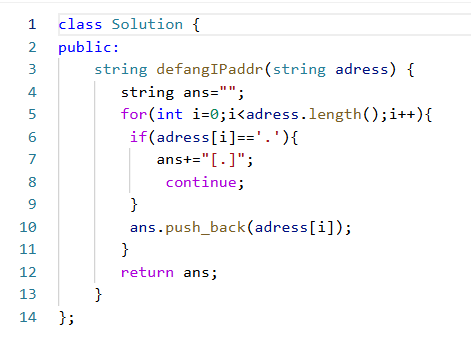 1 class Solution {
2 public:
3 string defangIPaddr(string adress) {
4 string ans="";
5 for(int i=0;i<adress.length();i++){
6 if(adress[i]=='.'){
7 ans+="[.]";
8 continue;
9 }
10 ans.push_back(adress[i]);
11 }
12 return ans;
13 }
14 };